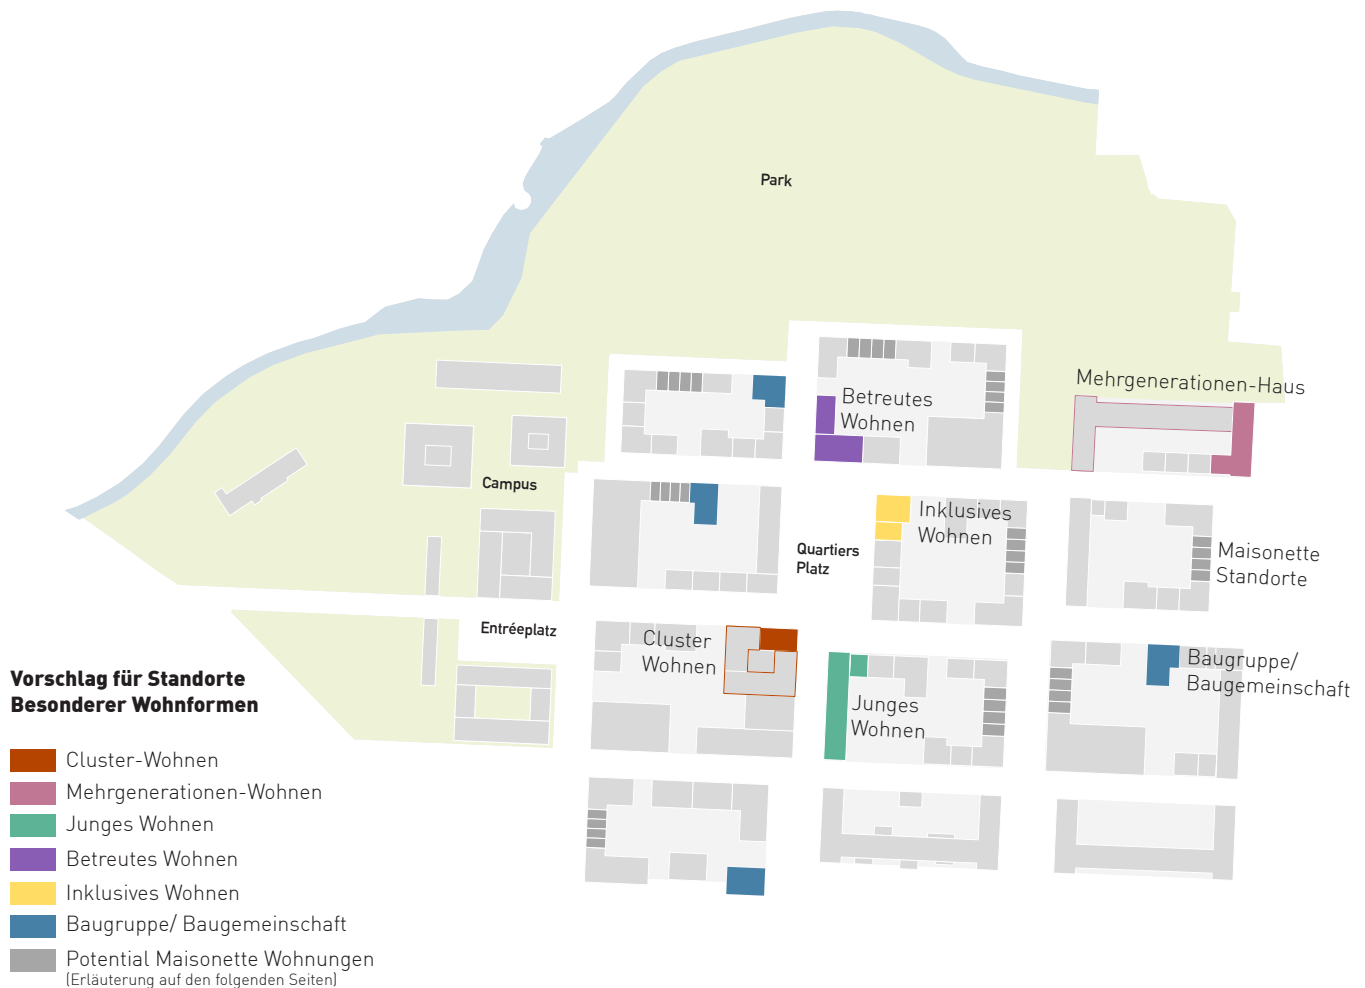 Park
Mehrgenerationen-Haus
Betreutes
Wohnen
Campus
Inklusives
Wohnen
Quartiers
Platz
Maisonette
Standorte
Entréeplatz
Cluster
Wohnen
Baugruppe/
Baugemeinschaft
Junges
Wohnen
Vorschlag für Standorte
Besonderer Wohnformen
Cluster-Wohnen
Mehrgenerationen-Wohnen
Junges Wohnen
Betreutes Wohnen
Inklusives Wohnen
Baugruppe/ Baugemeinschaft
Potential Maisonette Wohnungen
(Erläuterung auf den folgenden Seiten)